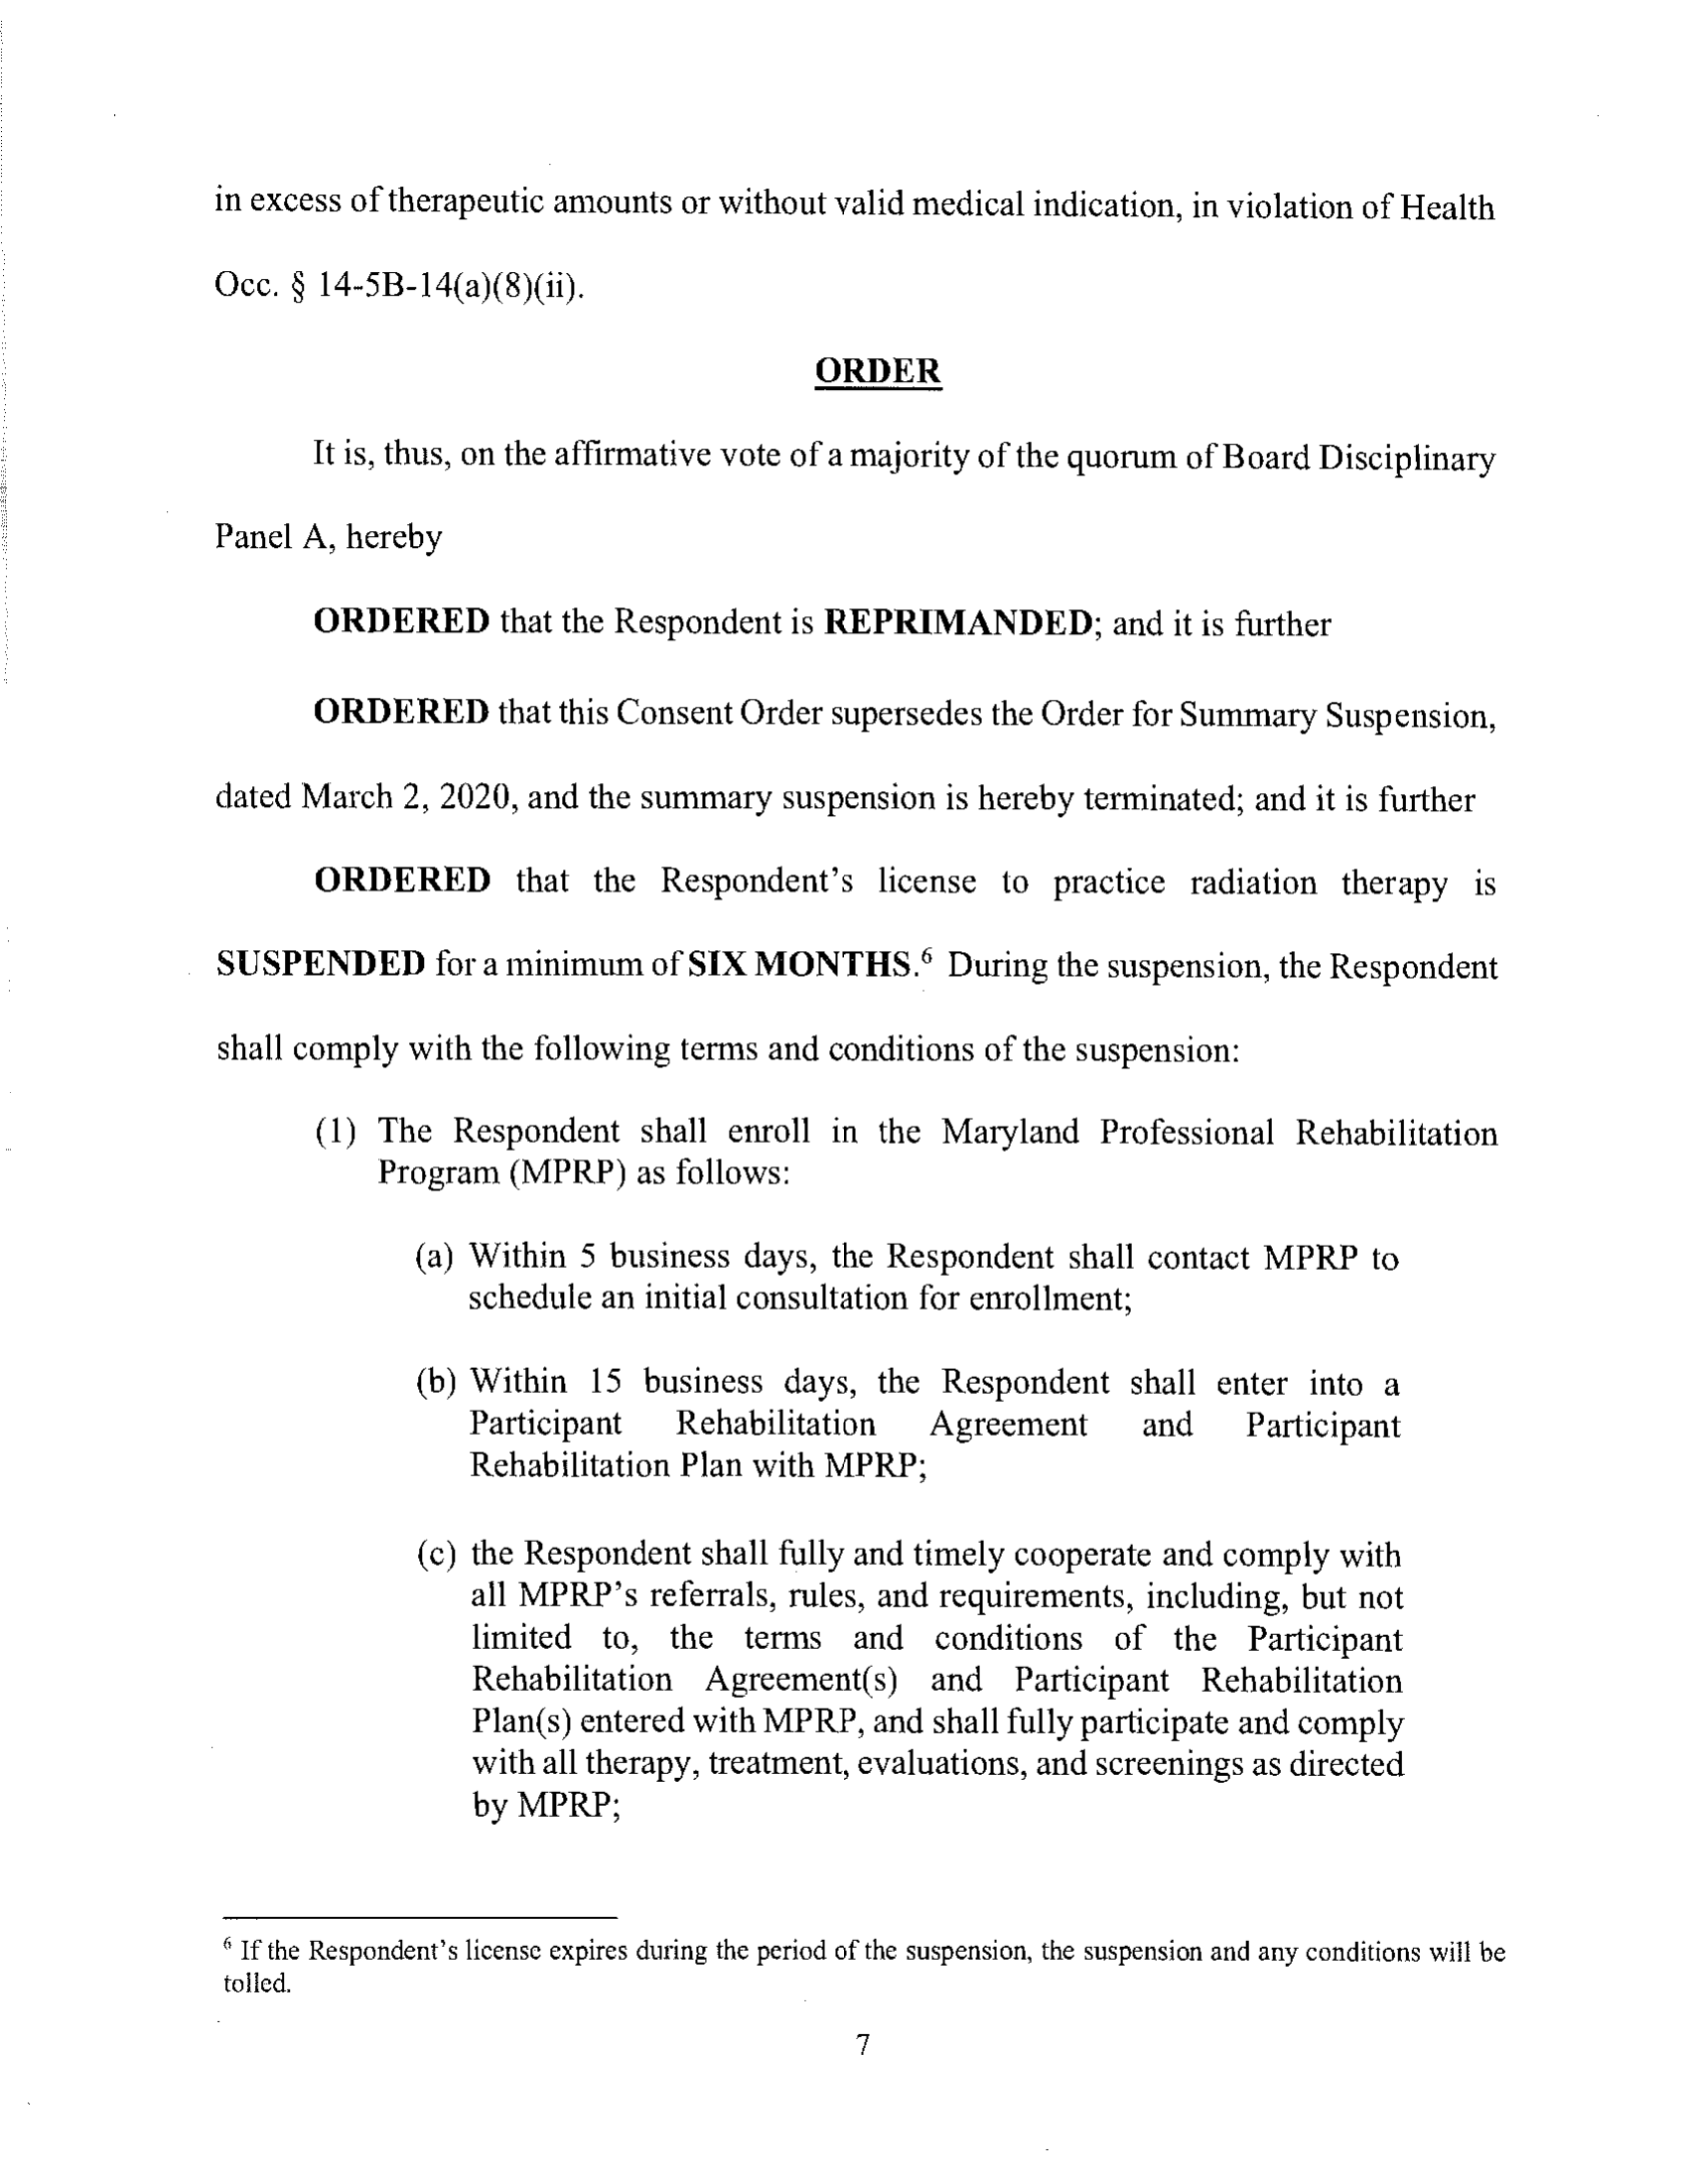 in excess of therapeutic amounts or without valid medical indication, in violation of Health
Occ. § 14-5B-14(a)(8)(ii).
ORDER
It is, thus, on the affirmative vote of a majority of the quorum of Board Disciplinary
Panel A, hereby
ORDERED that the Respondent is REPRIMANDED; and it is further
ORDERED that this Consent Order supersedes the Order for Summary Suspension,
dated March 2, 2020, and the summary suspension is hereby terminated; and it is further
ORDERED that the Respondent's license to practice radiation therapy is
SUSPENDED for a minimum of SIX MONTHS.⁶ During the suspension, the Respondent
shall comply with the following terms and conditions of the suspension:
(1) The Respondent shall enroll in the Maryland Professional Rehabilitation
Program (MPRP) as follows:
(a) Within 5 business days, the Respondent shall contact MPRP to
schedule an initial consultation for enrollment;
(b) Within 15 business days, the Respondent shall enter into a
Participant Rehabilitation Agreement and Participant
Rehabilitation Plan with MPRP;
(c) the Respondent shall fully and timely cooperate and comply with
all MPRP's referrals, rules, and requirements, including, but not
limited to, the terms and conditions of the Participant
Rehabilitation Agreement(s) and Participant Rehabilitation
Plan(s) entered with MPRP, and shall fully participate and comply
with all therapy, treatment, evaluations, and screenings as directed
by MPRP;
⁶ If the Respondent's license expires during the period of the suspension, the suspension and any conditions will be
tolled.
7